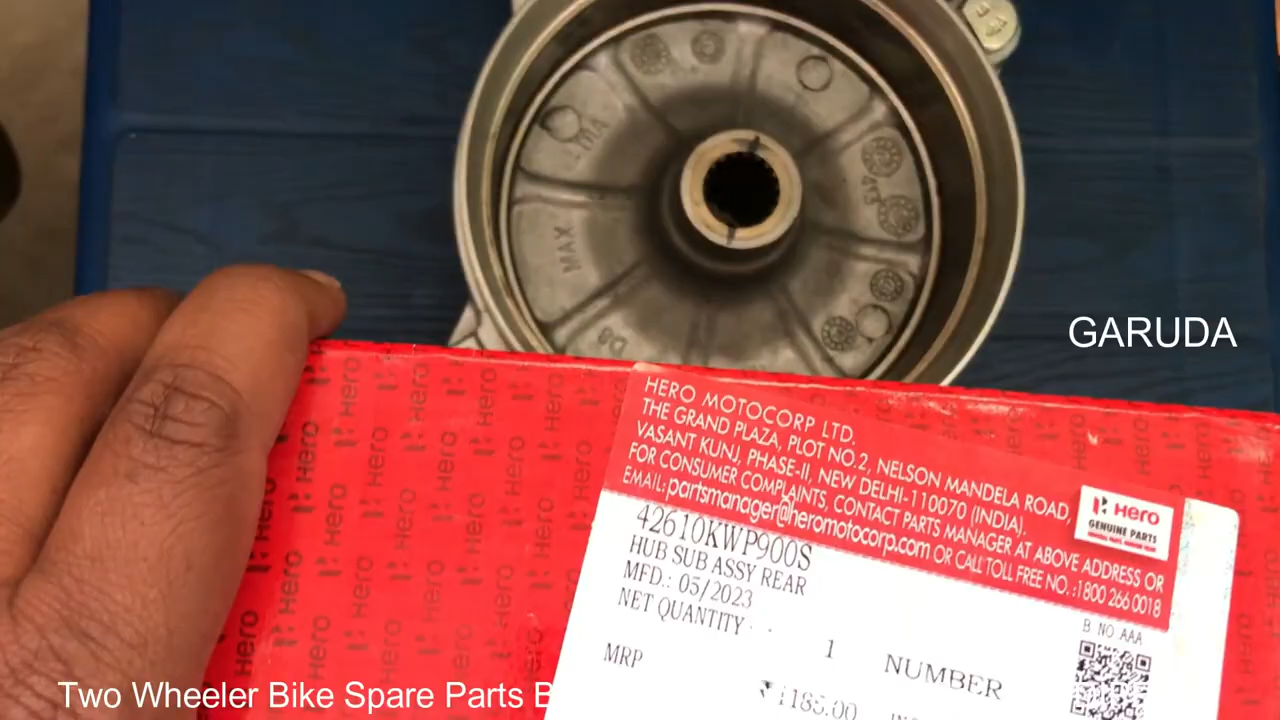 MAX
GARUDA
HERO MOTOCORP LTD.
THE GRAND PLAZA, PLOT NO.2, NELSON MANDELA ROAD,
VASANT KUNJ, PHASE-II, NEW DELHI-110070 (INDIA).
FOR CONSUMER COMPLAINTS, CONTACT PARTS MANAGER AT ABOVE ADDRESS OR
EMAIL: partsmanager@heromotocorp.com OR CALL TOLL FREE NO. :1800 266 0018
Hero
GENUINE PARTS
42610KWP900S
HUB SUB ASSY REAR
MFD.: 05/2023
NET QUANTITY
1 NUMBER
B NO AAA
MRP
₹ 1185.00
Two Wheeler Bike Spare Parts B